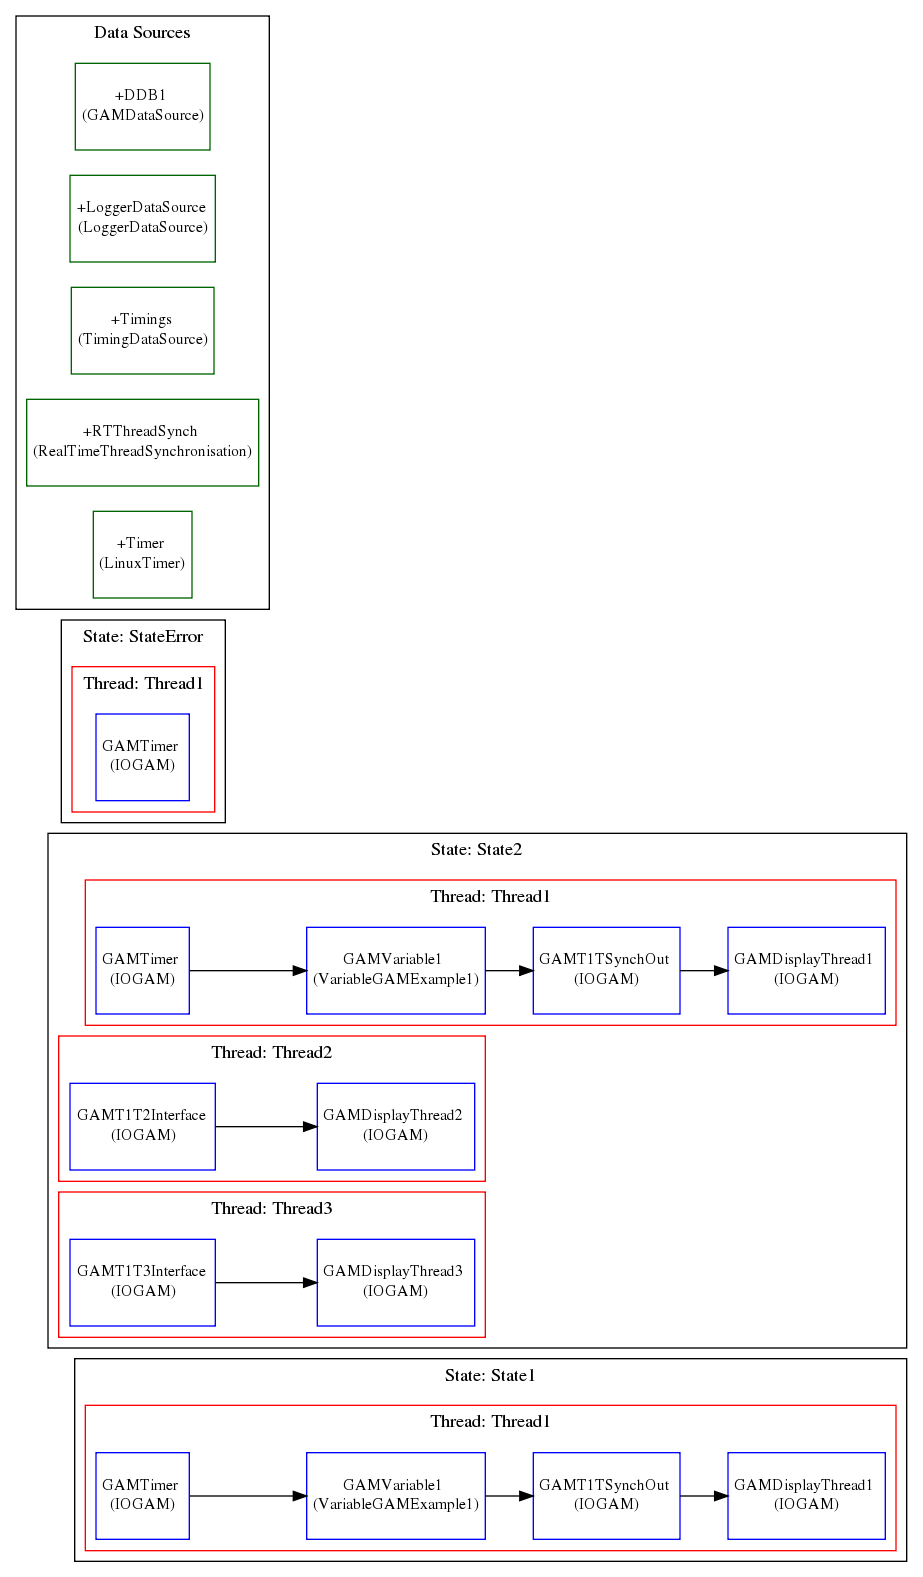 Data Sources
+DDB1
(GAMDataSource)
+LoggerDataSource
(LoggerDataSource)
+Timings
(TimingDataSource)
+RTThreadSynch
(RealTimeThreadSynchronisation)
+Timer
(LinuxTimer)
State: StateError
Thread: Thread1
GAMTimer
(IOGAM)
State: State2
Thread: Thread1
GAMTimer
(IOGAM)
GAMVariable1
(VariableGAMExample1)
GAMT1TSynchOut
(IOGAM)
GAMDisplayThread1
(IOGAM)
Thread: Thread2
GAMT1T2Interface
(IOGAM)
GAMDisplayThread2
(IOGAM)
Thread: Thread3
GAMT1T3Interface
(IOGAM)
GAMDisplayThread3
(IOGAM)
State: State1
Thread: Thread1
GAMTimer
(IOGAM)
GAMVariable1
(VariableGAMExample1)
GAMT1TSynchOut
(IOGAM)
GAMDisplayThread1
(IOGAM)